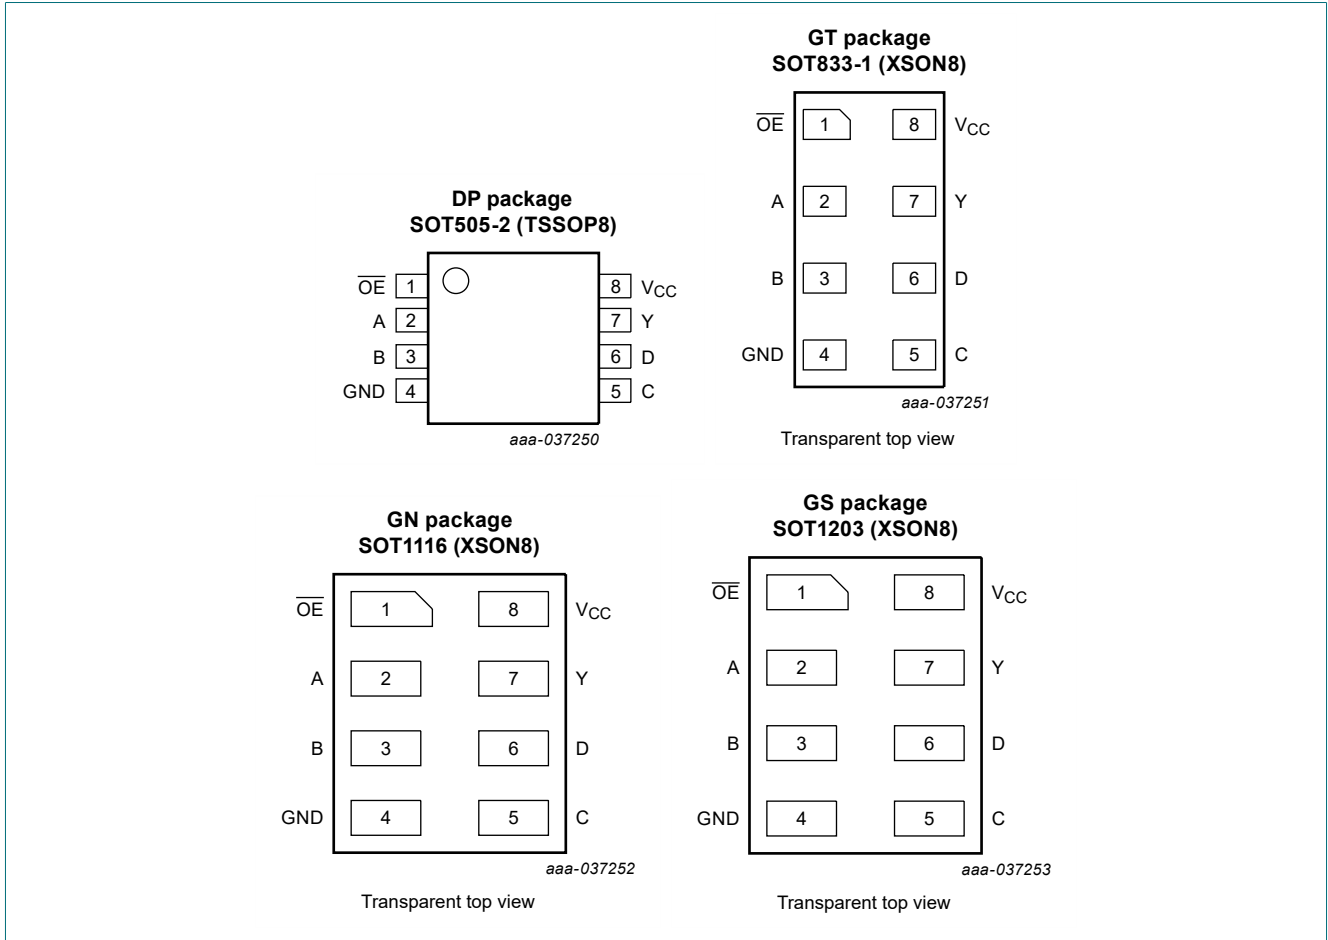 DP package
SOT505-2 (TSSOP8)
OE 1 8 VCC
A 2 7 Y
B 3 6 D
GND 4 5 C
aaa-037250
GT package
SOT833-1 (XSON8)
OE 1 8 VCC
A 2 7 Y
B 3 6 D
GND 4 5 C
aaa-037251
Transparent top view
GN package
SOT1116 (XSON8)
OE 1 8 VCC
A 2 7 Y
B 3 6 D
GND 4 5 C
aaa-037252
Transparent top view
GS package
SOT1203 (XSON8)
OE 1 8 VCC
A 2 7 Y
B 3 6 D
GND 4 5 C
aaa-037253
Transparent top view